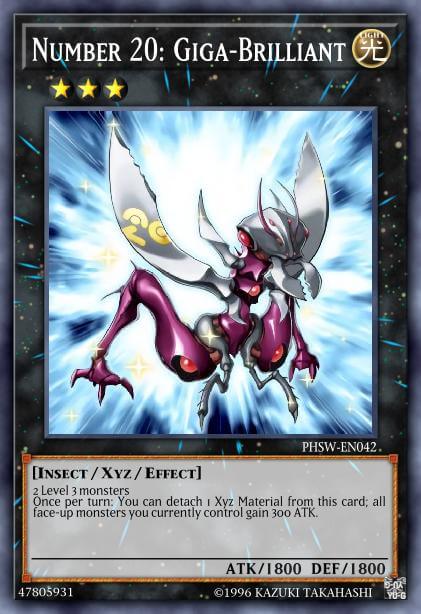 Number 20: Giga-Brilliant
LIGHT
光
20
PHSW-EN042
[Insect / Xyz / Effect]
2 Level 3 monsters
Once per turn: You can detach 1 Xyz Material from this card; all
face-up monsters you currently control gain 300 ATK.
ATK/1800 DEF/1800
47805931
©1996 KAZUKI TAKAHASHI